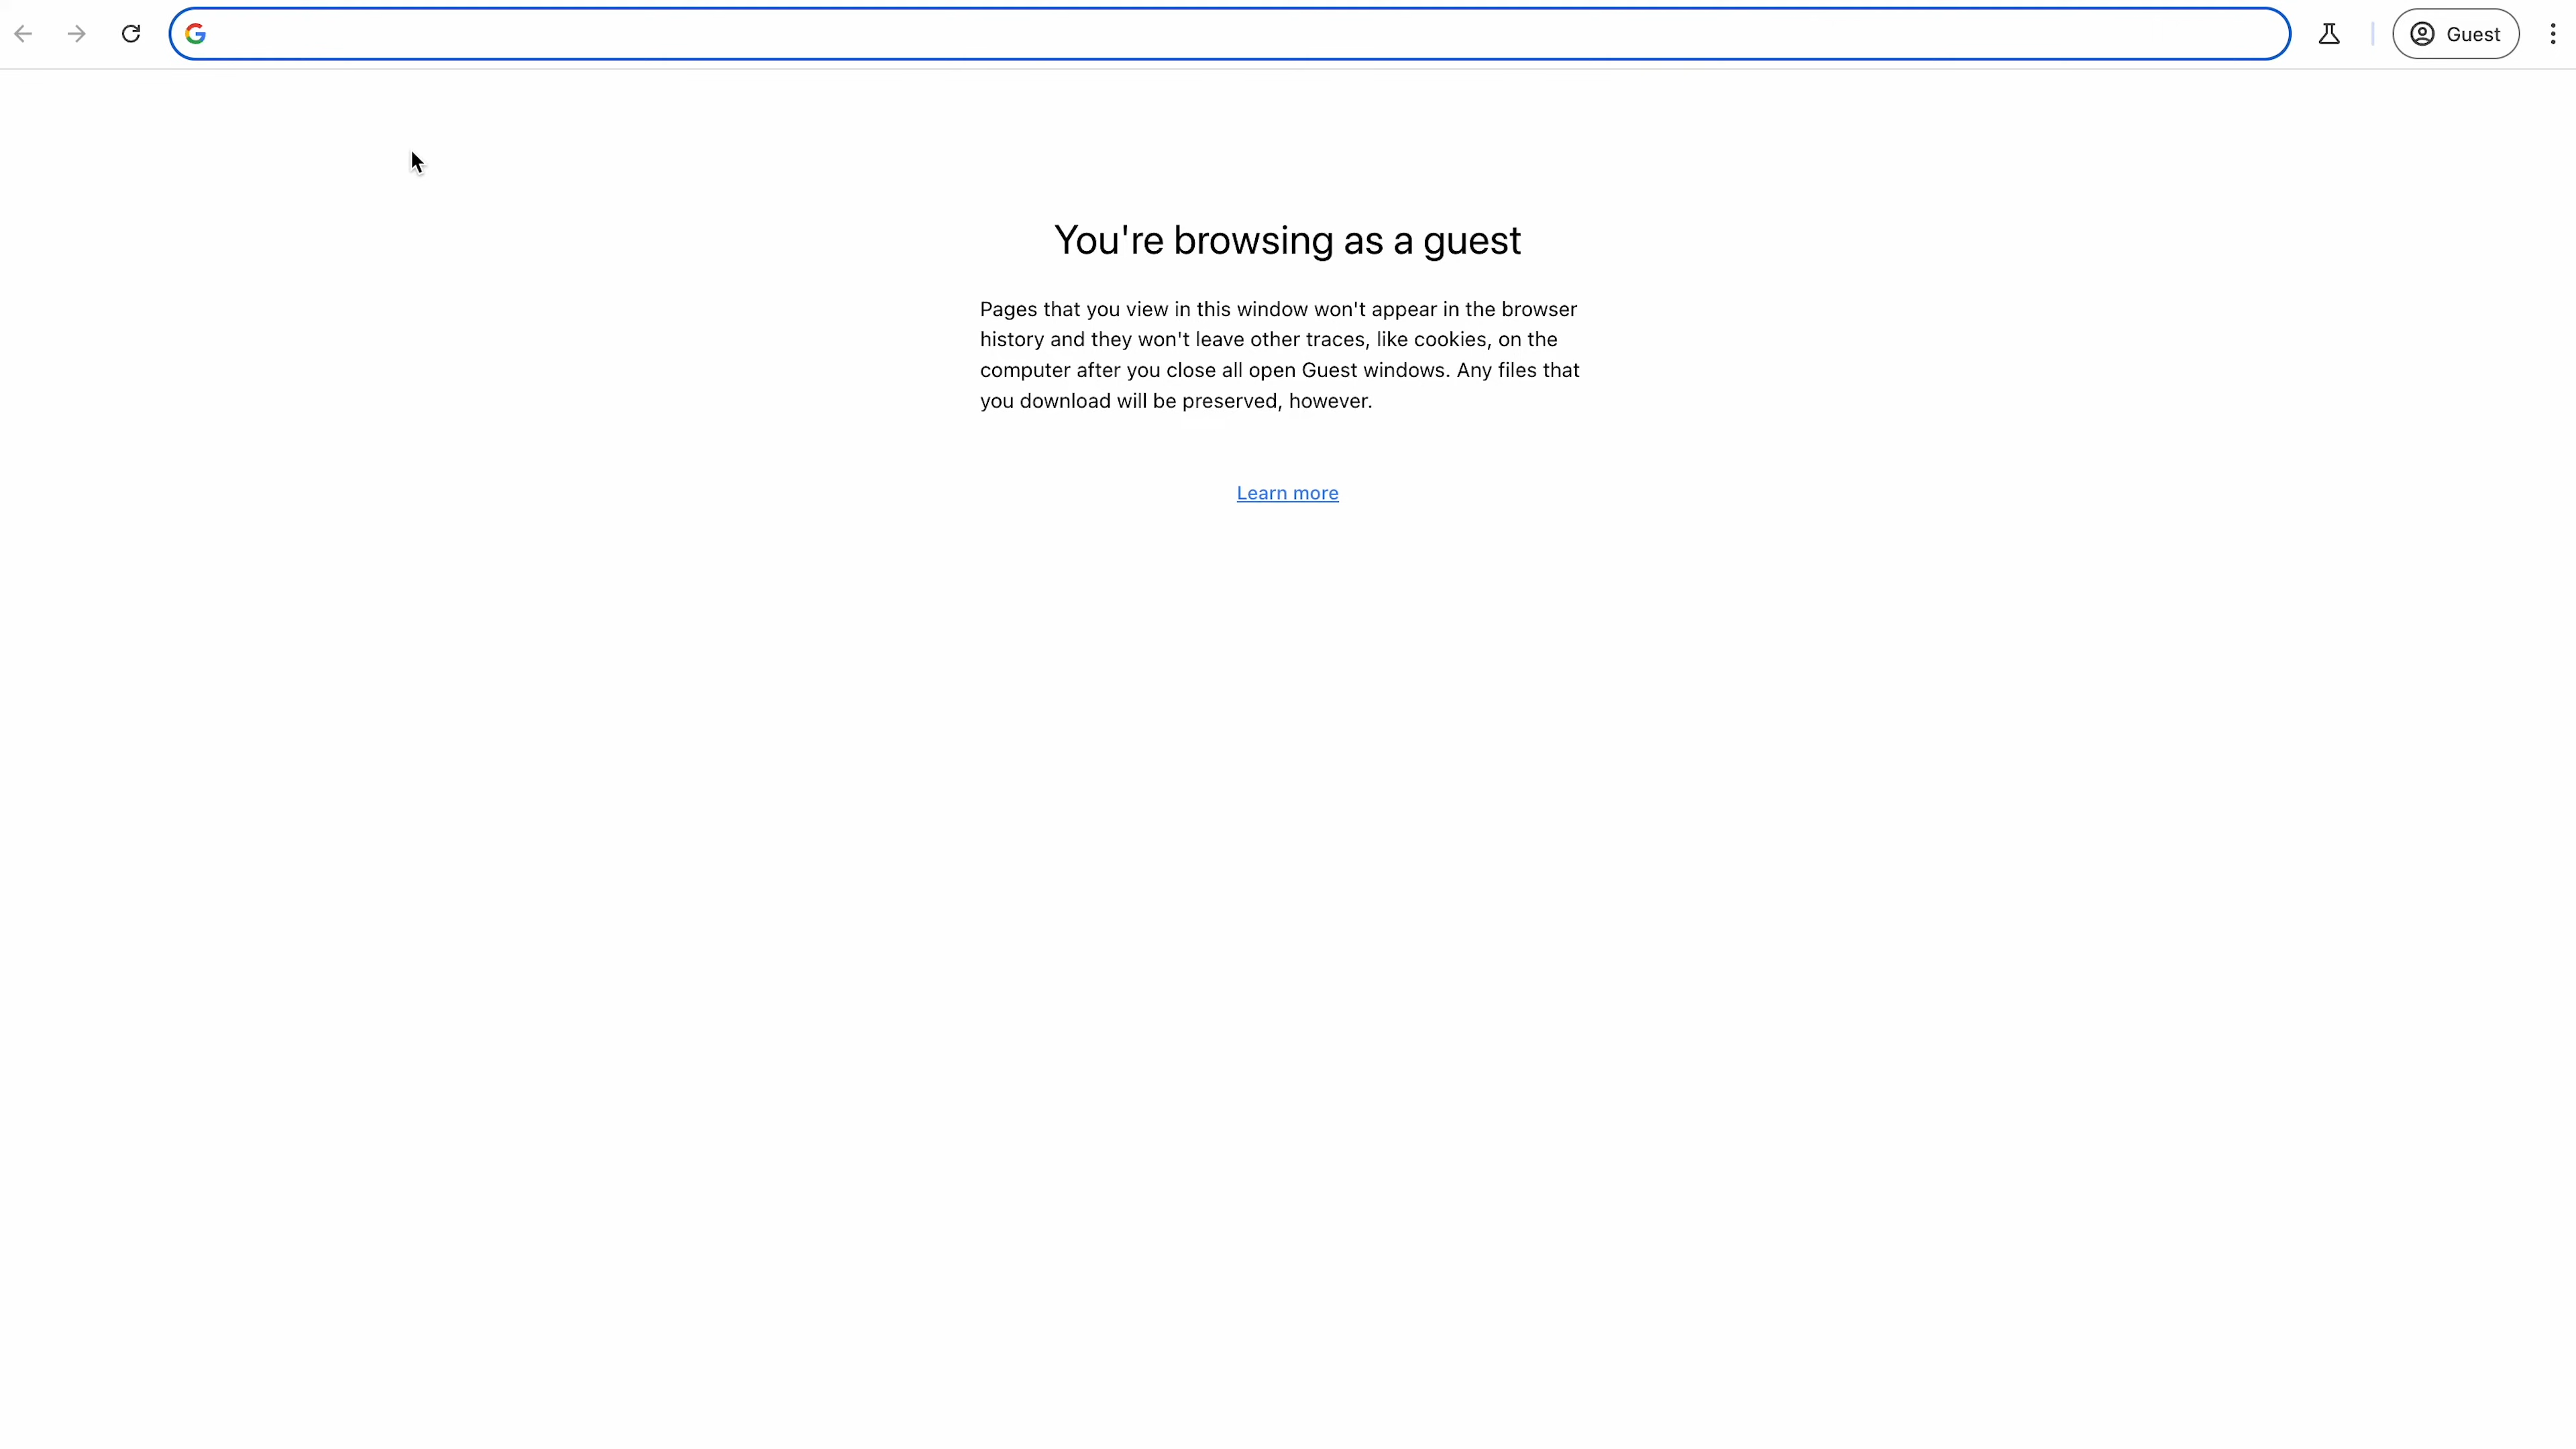 Guest
You're browsing as a guest
Pages that you view in this window won't appear in the browser
history and they won't leave other traces, like cookies, on the
computer after you close all open Guest windows. Any files that
you download will be preserved, however.
Learn more